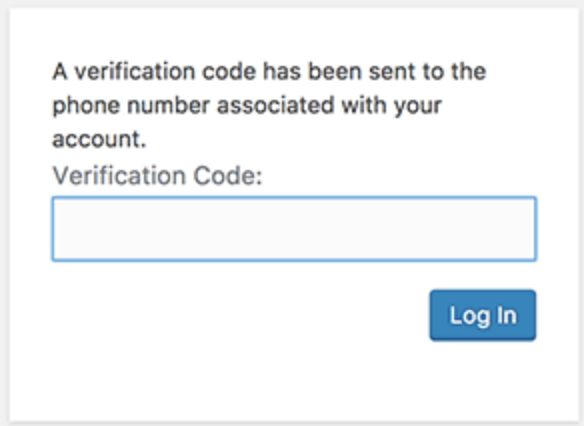 A verification code has been sent to the
phone number associated with your
account.
Verification Code:
Log In